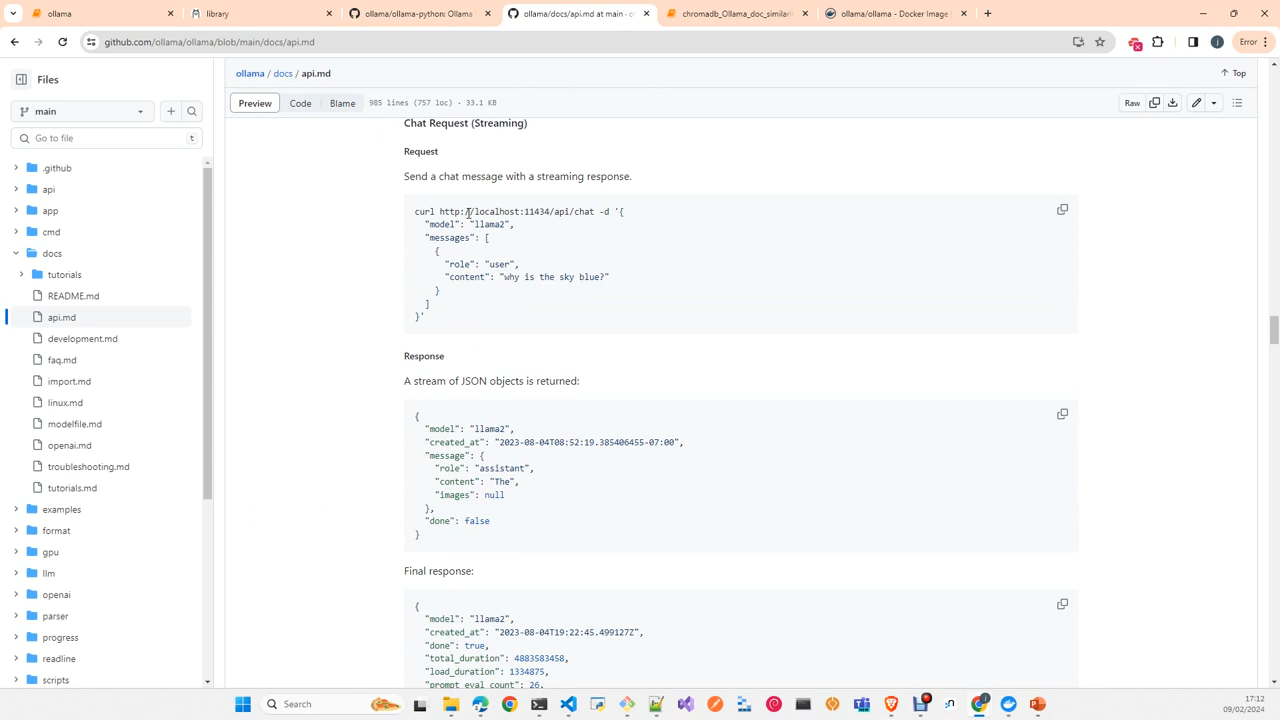 ollama
library
ollama/ollama-python: Ollama
ollama/docs/api.md at main · o
chromadb_Ollama_doc_similarit
ollama/ollama - Docker Image
github.com/ollama/ollama/blob/main/docs/api.md
Error
Files
ollama / docs / api.md
Top
main
Preview
Code
Blame
985 lines (757 loc) · 33.1 KB
Raw
Go to file
t
.github
api
app
cmd
docs
tutorials
README.md
api.md
development.md
faq.md
import.md
linux.md
modelfile.md
openai.md
troubleshooting.md
tutorials.md
examples
format
gpu
llm
openai
parser
progress
readline
scripts
Chat Request (Streaming)
Request
Send a chat message with a streaming response.
curl http://localhost:11434/api/chat -d '{
"model": "llama2",
"messages": [
{
"role": "user",
"content": "why is the sky blue?"
}
]
}'
Response
A stream of JSON objects is returned:
{
"model": "llama2",
"created_at": "2023-08-04T08:52:19.385406455-07:00",
"message": {
"role": "assistant",
"content": "The",
"images": null
},
"done": false
}
Final response:
{
"model": "llama2",
"created_at": "2023-08-04T19:22:45.499127Z",
"done": true,
"total_duration": 4883583458,
"load_duration": 1334875,
"prompt_eval_count": 26,
Search
17:12
09/02/2024